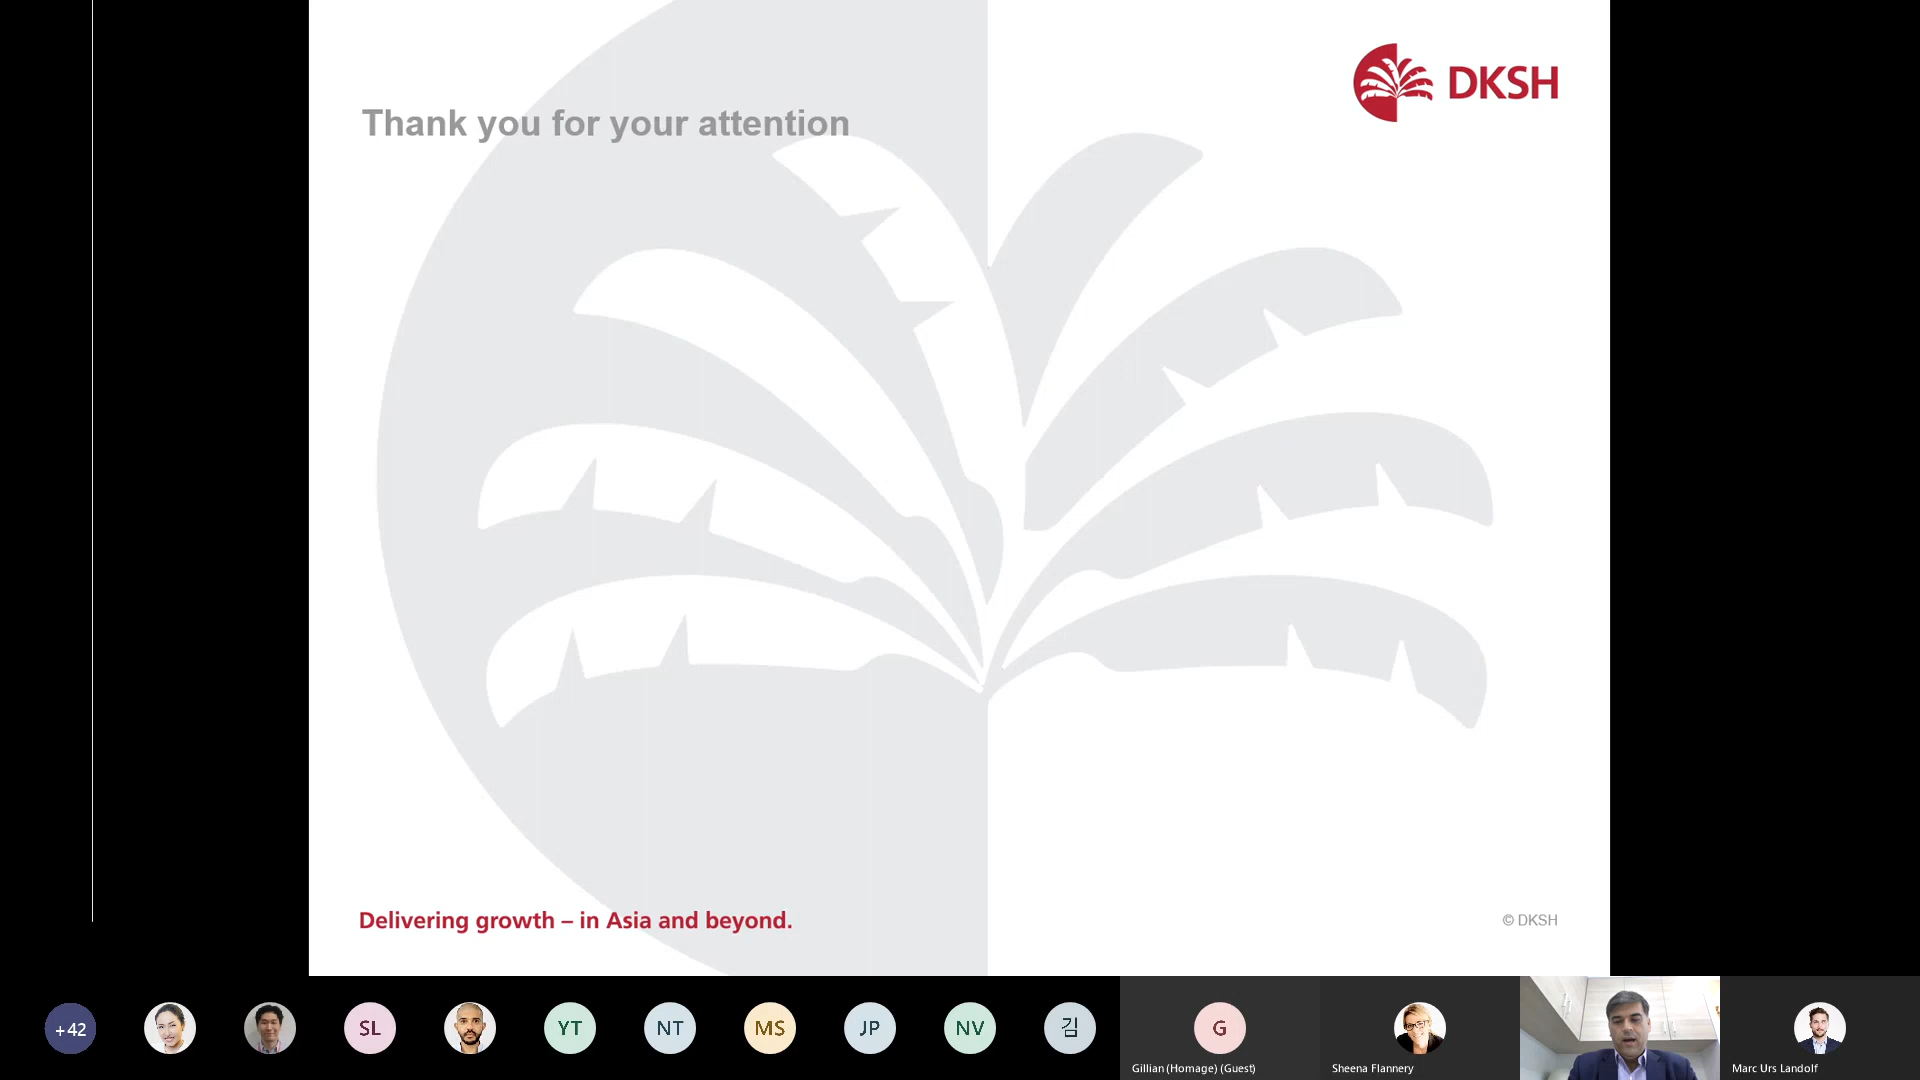 DKSH
Thank you for your attention
Delivering growth – in Asia and beyond.
© DKSH
+42
SL
YT
NT
MS
JP
NV
김
G
Gillian (Homage) (Guest)
Sheena Flannery
Marc Urs Landolf